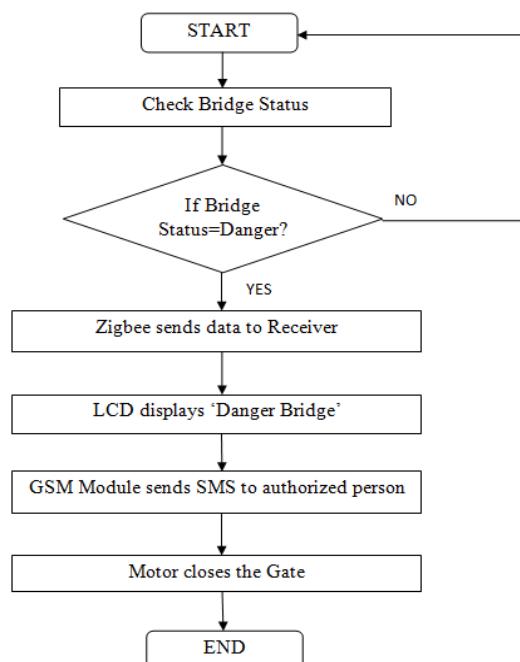 START
Check Bridge Status
If Bridge
Status=Danger?
NO
YES
Zigbee sends data to Receiver
LCD displays ‘Danger Bridge’
GSM Module sends SMS to authorized person
Motor closes the Gate
END